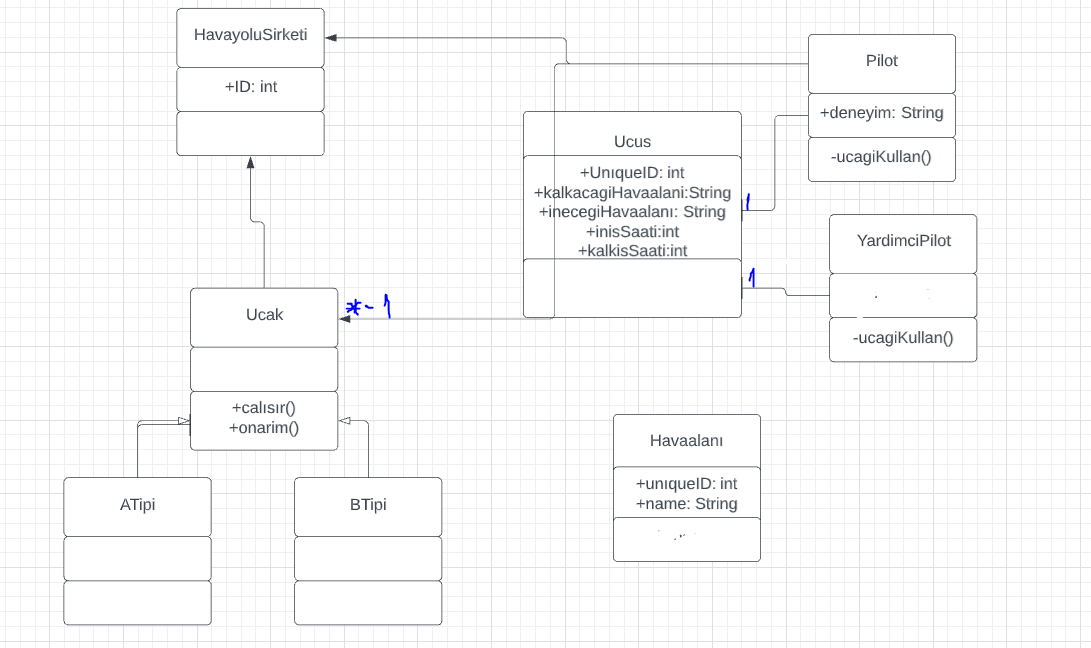 HavayoluSirketi
+ID: int
Pilot
+deneyim: String
-ucagiKullan()
Ucus
+UnıqueID: int
+kalkacagiHavaalani:String
+inecegiHavaalanı: String
+inisSaati:int
+kalkisSaati:int
1
1
YardimciPilot
-ucagiKullan()
Ucak
*- 1
+calısır()
+onarim()
Havaalanı
+unıqueID: int
+name: String
ATipi
BTipi